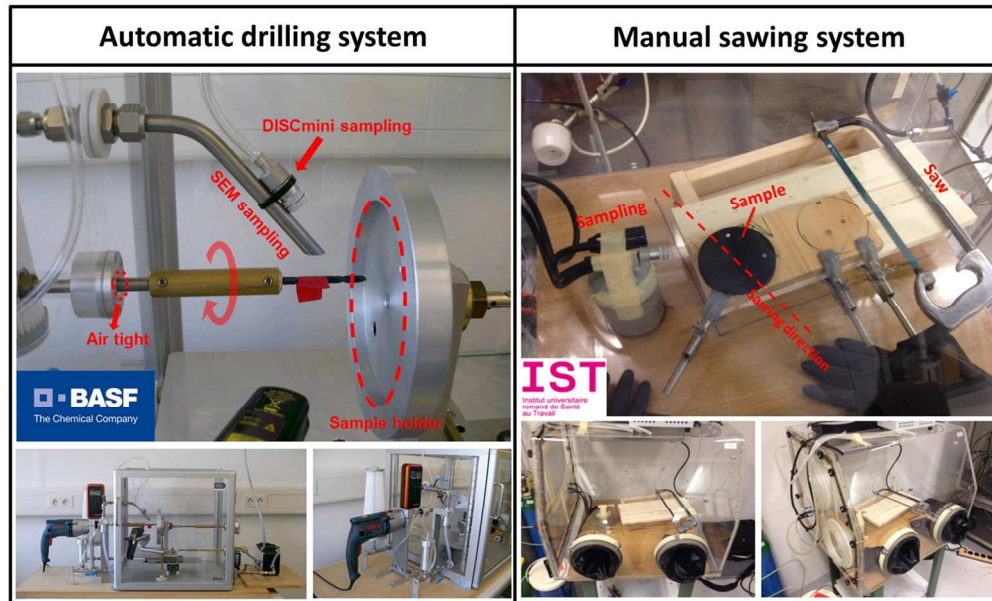 Automatic drilling system
Manual sawing system
DISCmini sampling
SEM sampling
Air tight
Sample holder
BASF
The Chemical Company
Sampling
Sample
Saw
Sawing direction
IST
Institut universitaire
romand de Santé
au Travail